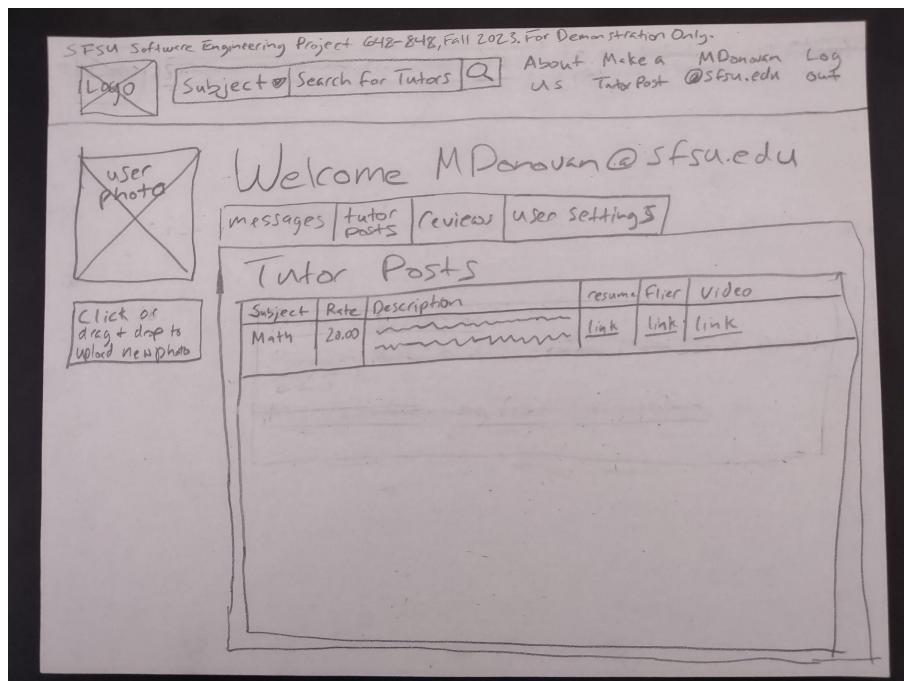 SFSU Software Engineering Project 648-848, Fall 2023. For Demonstration Only.
Logo
Subject
Search for Tutors
About
Us
Make a
Tutor Post
MDonovan
@sfsu.edu
Log
out
user
photo
Welcome MDonovan@sfsu.edu
messages
tutor
posts
reviews
user settings
Click or
drag + drop to
upload new photo
Tutor Posts
Subject Rate Description resume Flier Video
Math 20.00 link link link